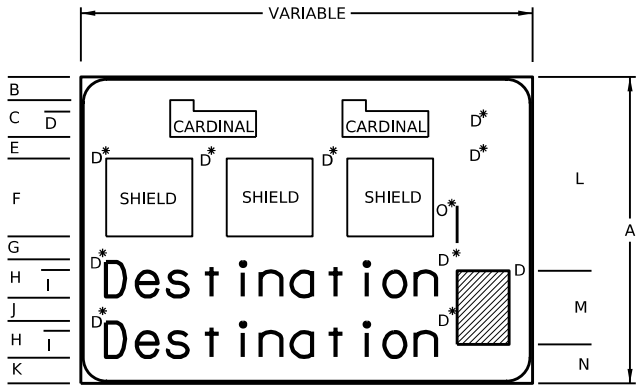 VARIABLE
B
C D
CARDINAL CARDINAL D*
E
D* D* D* D*
F SHIELD SHIELD SHIELD L
O*
A
G
D* D*
H I Destination D
J M
D* D*
H I Destination
K N